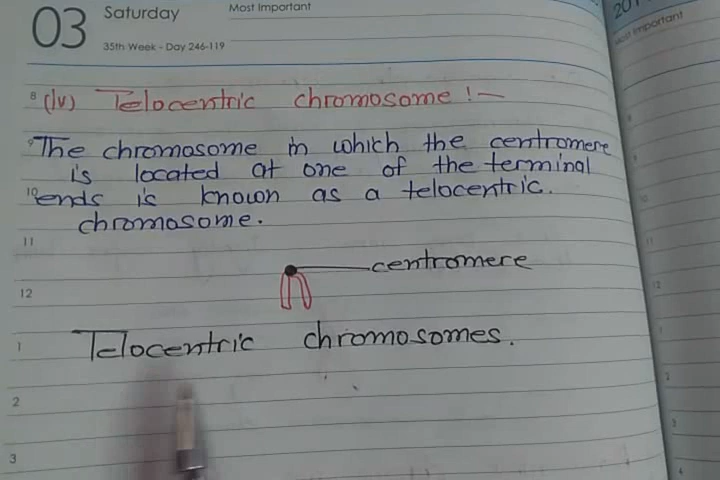 03
Saturday
Most Important
35th Week - Day 246-119
201
Most Important
8 (iv) Telocentric chromosome :-
9 The chromosome in which the centromere
is located at one of the terminal
10 ends is known as a telocentric.
chromosome.
11
centromere
12
1 Telocentric chromosomes.
2
3